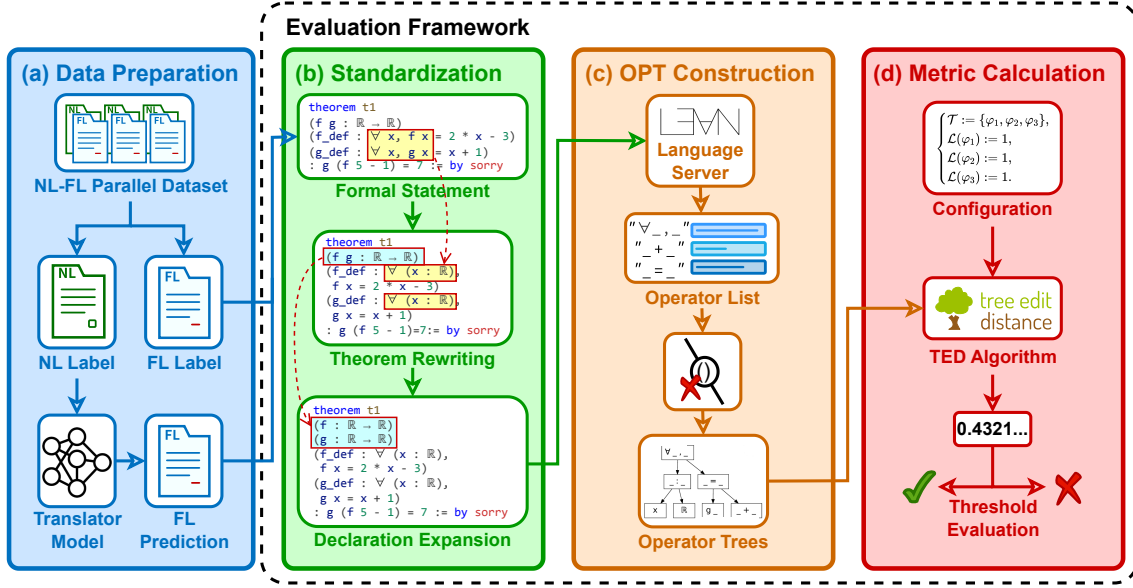 Evaluation Framework
(a) Data Preparation
NL
FL
NL
FL
NL
FL
NL-FL Parallel Dataset
NL
FL
NL Label
FL Label
FL
Translator
Model
FL
Prediction
(b) Standardization
theorem t1
(f g : ℝ → ℝ)
(f_def : ∀ x, f x = 2 * x - 3)
(g_def : ∀ x, g x = x + 1)
: g (f 5 - 1) = 7 := by sorry
Formal Statement
theorem t1
(f g : ℝ → ℝ)
(f_def : ∀ (x : ℝ),
f x = 2 * x - 3)
(g_def : ∀ (x : ℝ),
g x = x + 1)
: g (f 5 - 1)=7:= by sorry
Theorem Rewriting
theorem t1
(f : ℝ → ℝ)
(g : ℝ → ℝ)
(f_def : ∀ (x : ℝ),
f x = 2 * x - 3)
(g_def : ∀ (x : ℝ),
g x = x + 1)
: g (f 5 - 1) = 7 := by sorry
Declaration Expansion
(c) OPT Construction
L∃∀N
Language
Server
"∀_,_"
"_+_"
"_=_"
Operator List
()
∀_,_
_:_
_=_
x
ℝ
g_
_+_
Operator Trees
(d) Metric Calculation
𝒯 := {φ₁, φ₂, φ₃},
ℒ(φ₁) := 1,
ℒ(φ₂) := 1,
ℒ(φ₃) := 1.
Configuration
tree edit
distance
TED Algorithm
0.4321...
Threshold
Evaluation